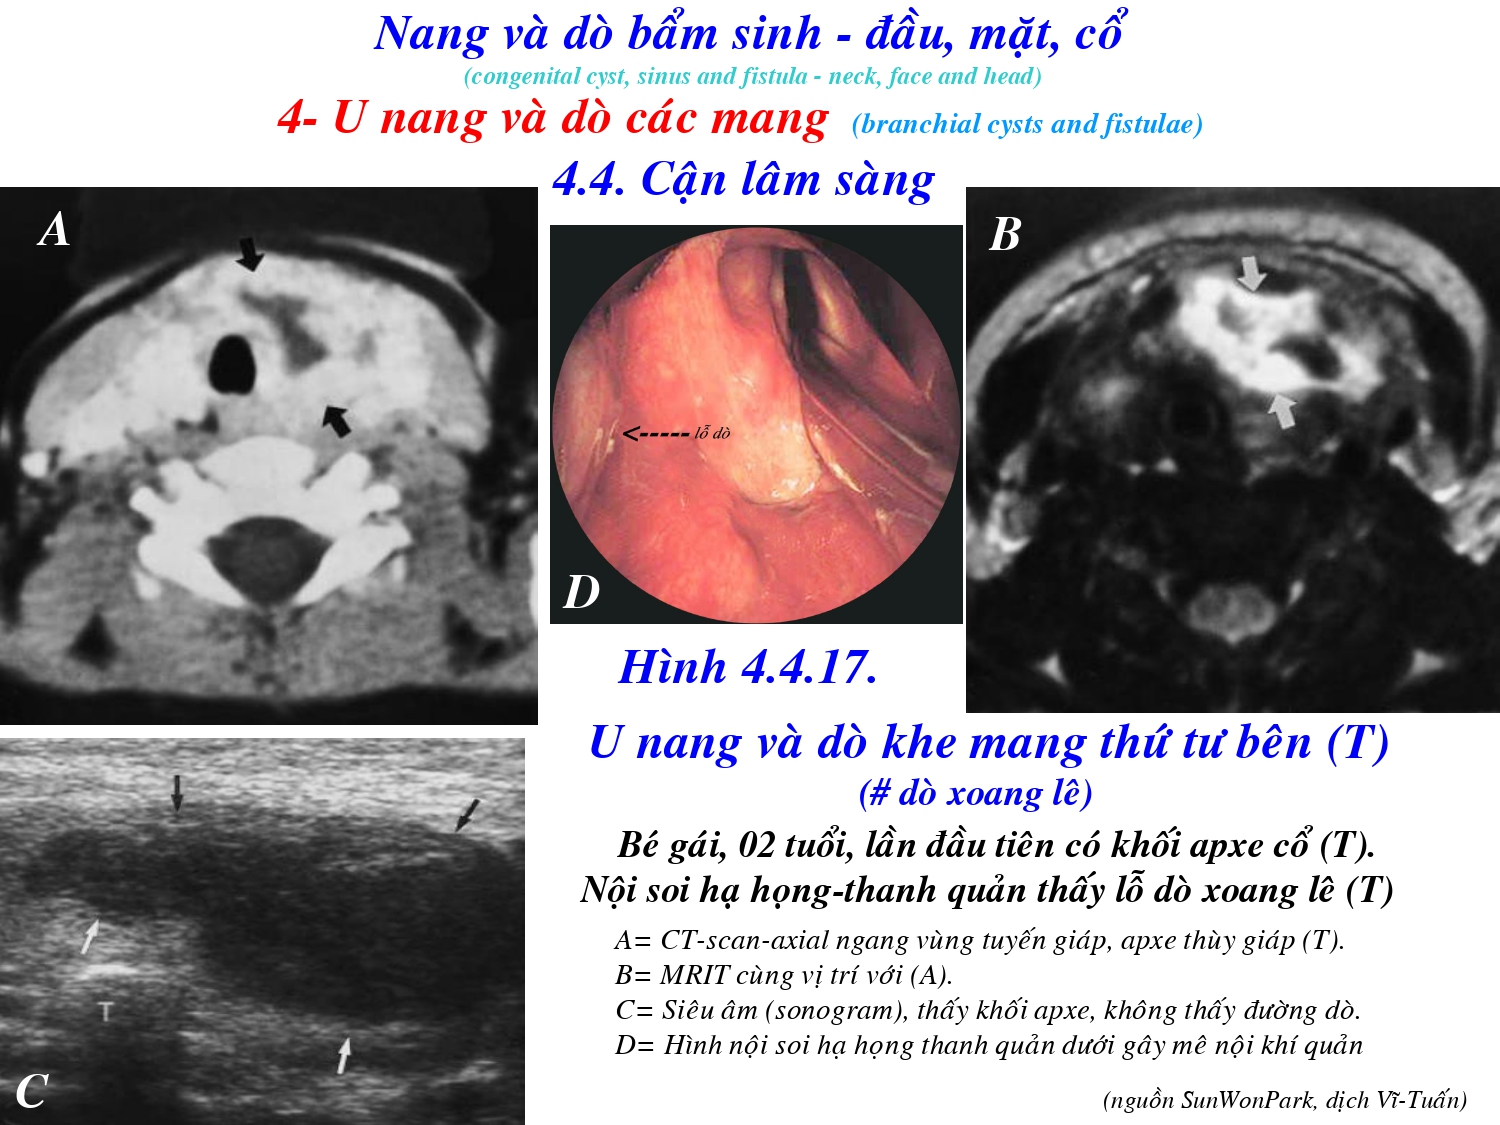 Nang và dò bẩm sinh - đầu, mặt, cổ
(congenital cyst, sinus and fistula - neck, face and head)
4- U nang và dò các mang (branchial cysts and fistulae)
4.4. Cận lâm sàng
A
B
<----- lỗ dò
D
Hình 4.4.17.
U nang và dò khe mang thứ tư bên (T)
(# dò xoang lê)
Bé gái, 02 tuổi, lần đầu tiên có khối apxe cổ (T).
Nội soi hạ họng-thanh quản thấy lỗ dò xoang lê (T)
A= CT-scan-axial ngang vùng tuyến giáp, apxe thùy giáp (T).
B= MRIT cùng vị trí với (A).
C= Siêu âm (sonogram), thấy khối apxe, không thấy đường dò.
D= Hình nội soi hạ họng thanh quản dưới gây mê nội khí quản
T
C
(nguồn SunWonPark, dịch Vĩ-Tuấn)